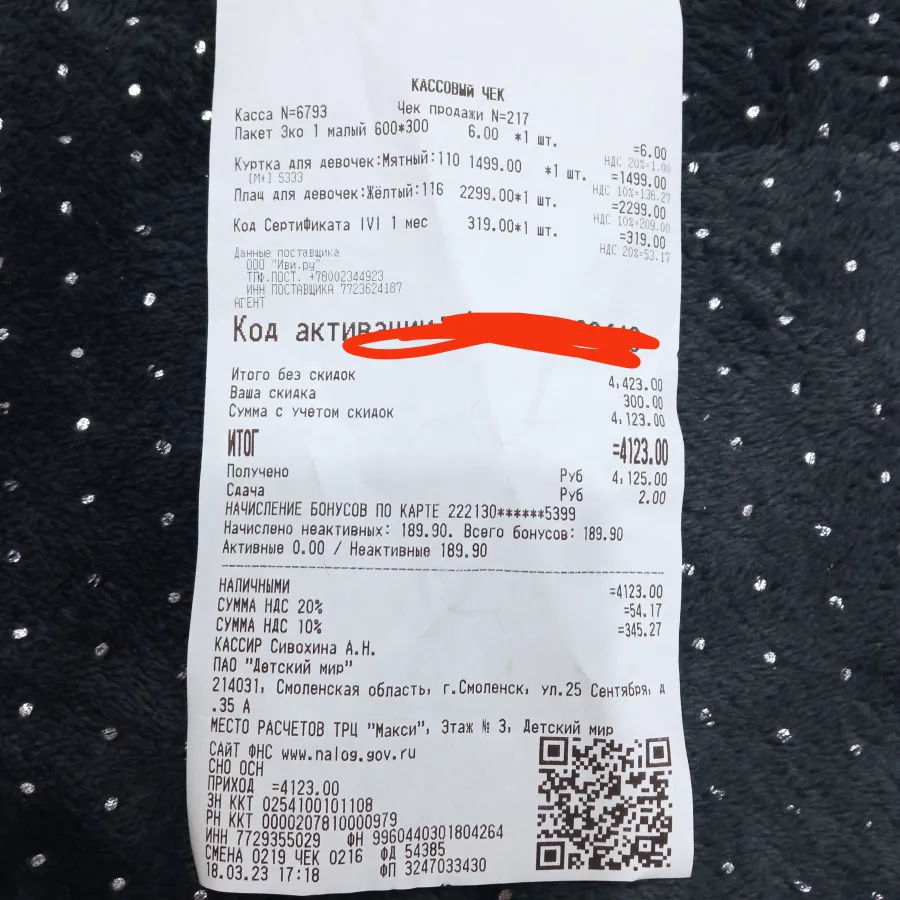 КАССОВЫЙ ЧЕК
Касса N=6793 Чек продажи N=217
Пакет Эко 1 малый 600*300 6.00 *1 шт. =6.00
НДС 20%=1.00
Куртка для девочек:Мятный:110 1499.00 *1 шт. =1499.00
[М+] 5333 НДС 10%=136.27
Плащ для девочек:Жёлтый:116 2299.00*1 шт. =2299.00
НДС 10%=209.00
Код Сертификата IVI 1 мес 319.00*1 шт. =319.00
НДС 20%=53.17
Данные поставщика
ООО "Иви.ру"
ТЛФ.ПОСТ. +78002344923
ИНН ПОСТАВЩИКА 7723624187
АГЕНТ
Код активации
Итого без скидок 4,423.00
Ваша скидка 300.00
Сумма с учетом скидок 4,123.00
ИТОГ =4123.00
Получено Руб 4,125.00
Сдача Руб 2.00
НАЧИСЛЕНИЕ БОНУСОВ ПО КАРТЕ 222130******5399
Начислено неактивных: 189.90. Всего бонусов: 189.90
Активные 0.00 / Неактивные 189.90
НАЛИЧНЫМИ =4123.00
СУММА НДС 20% =54.17
СУММА НДС 10% =345.27
КАССИР Сивохина А.Н.
ПАО "Детский мир"
214031, Смоленская область, г.Смоленск, ул.25 Сентября, д
.35 А
МЕСТО РАСЧЕТОВ ТРЦ "Макси", Этаж № 3, Детский мир
САЙТ ФНС www.nalog.gov.ru
СНО ОСН
ПРИХОД =4123.00
ЗН ККТ 0254100101108
РН ККТ 0000207810000979
ИНН 7729355029 ФН 9960440301804264
СМЕНА 0219 ЧЕК 0216 ФД 54385
18.03.23 17:18 ФП 3247033430